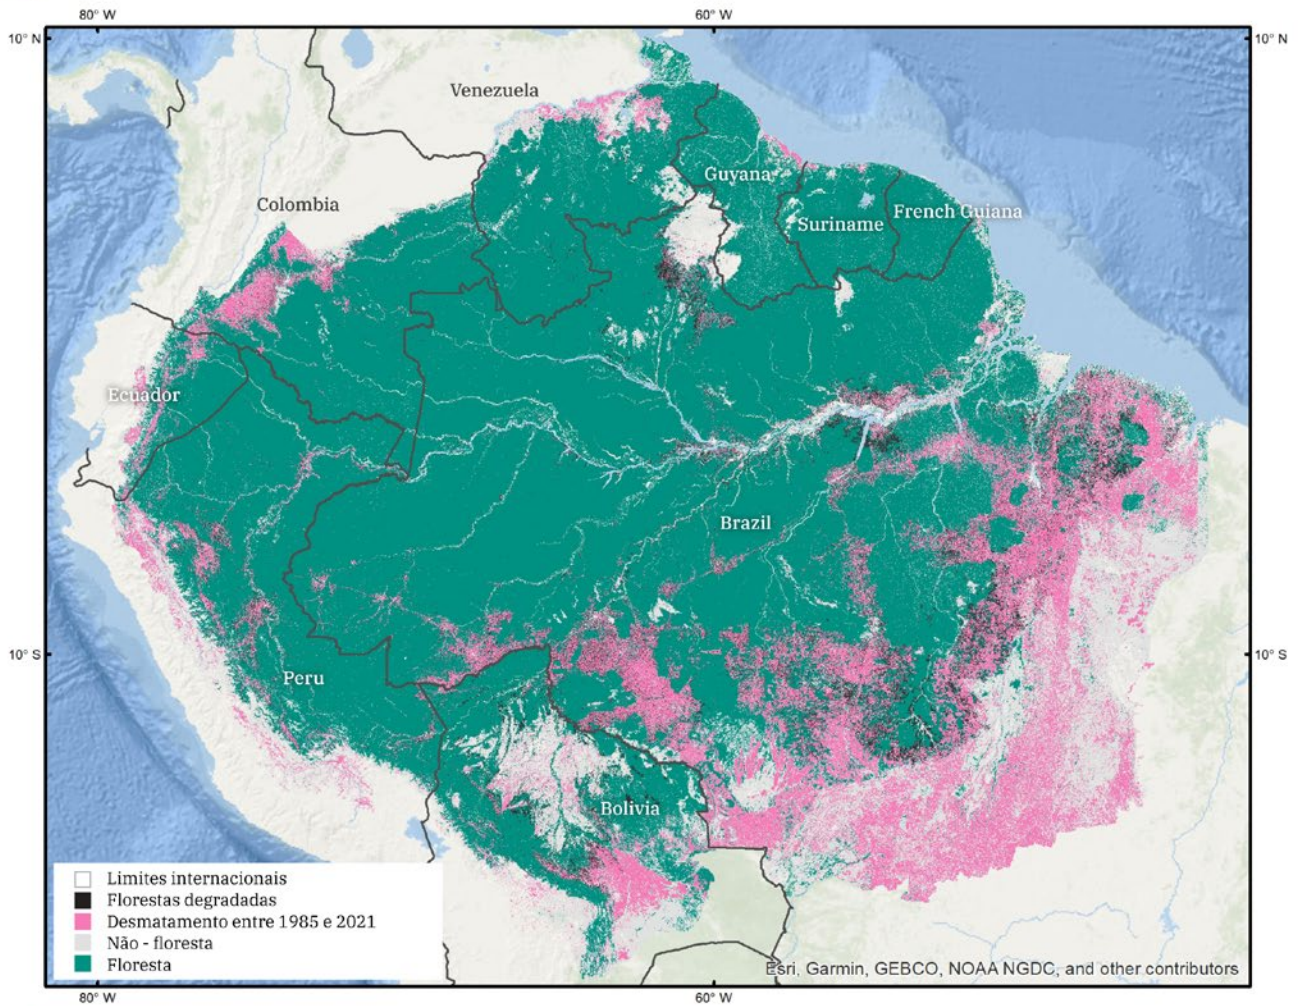 80° W
60° W
10° N
10° N
Venezuela
Guyana
Colombia
Suriname
French Guiana
Ecuador
Brazil
10° S
10° S
Peru
Bolivia
Limites internacionais
Florestas degradadas
Desmatamento entre 1985 e 2021
Não - floresta
Floresta
Esri, Garmin, GEBCO, NOAA NGDC, and other contributors
80° W
60° W